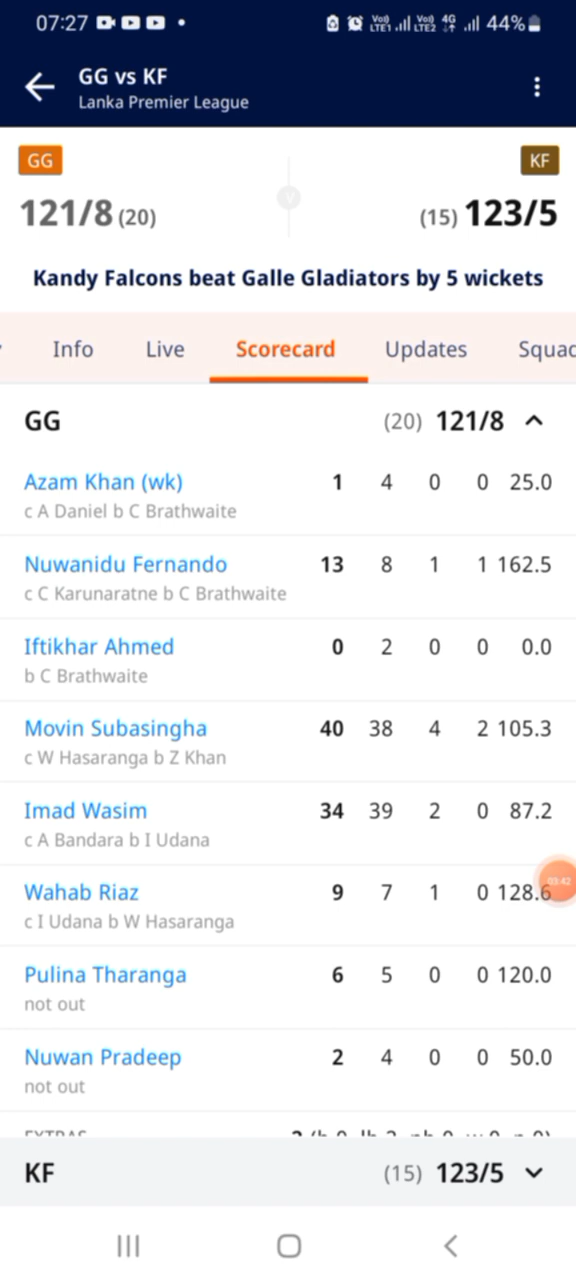 07:27 44%
GG vs KF
Lanka Premier League
GG KF
121/8 (20) (15) 123/5
Kandy Falcons beat Galle Gladiators by 5 wickets
Info Live Scorecard Updates Squad
GG (20) 121/8
Azam Khan (wk) 1 4 0 0 25.0
c A Daniel b C Brathwaite
Nuwanidu Fernando 13 8 1 1 162.5
c C Karunaratne b C Brathwaite
Iftikhar Ahmed 0 2 0 0 0.0
b C Brathwaite
Movin Subasingha 40 38 4 2 105.3
c W Hasaranga b Z Khan
Imad Wasim 34 39 2 0 87.2
c A Bandara b I Udana
Wahab Riaz 9 7 1 0 128.6
c I Udana b W Hasaranga
Pulina Tharanga 6 5 0 0 120.0
not out
Nuwan Pradeep 2 4 0 0 50.0
not out
EXTRAS
KF (15) 123/5